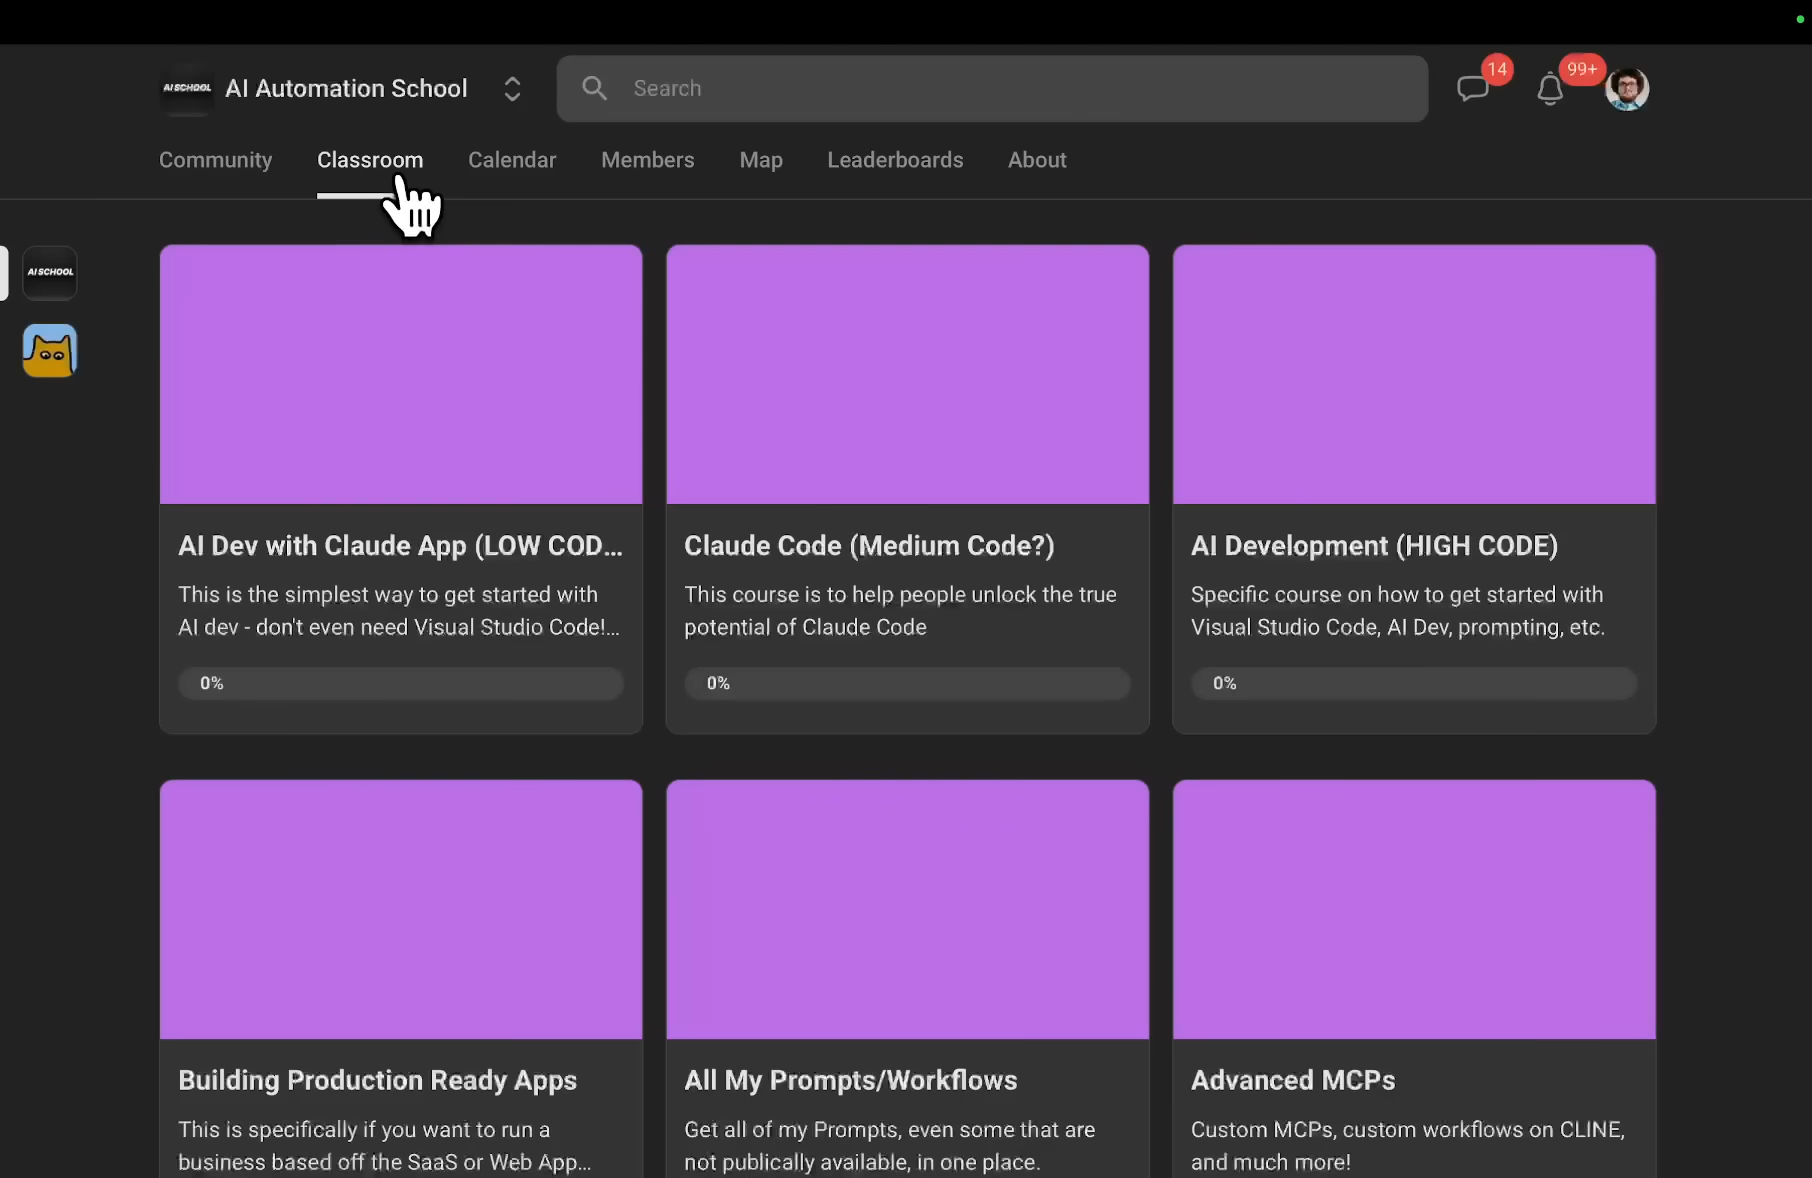 AI SCHOOL
AI Automation School
Search
14
99+
Community
Classroom
Calendar
Members
Map
Leaderboards
About
AI SCHOOL
AI Dev with Claude App (LOW COD...
This is the simplest way to get started with
AI dev - don't even need Visual Studio Code!...
0%
Claude Code (Medium Code?)
This course is to help people unlock the true
potential of Claude Code
0%
AI Development (HIGH CODE)
Specific course on how to get started with
Visual Studio Code, AI Dev, prompting, etc.
0%
Building Production Ready Apps
This is specifically if you want to run a
business based off the SaaS or Web App...
All My Prompts/Workflows
Get all of my Prompts, even some that are
not publically available, in one place.
Advanced MCPs
Custom MCPs, custom workflows on CLINE,
and much more!